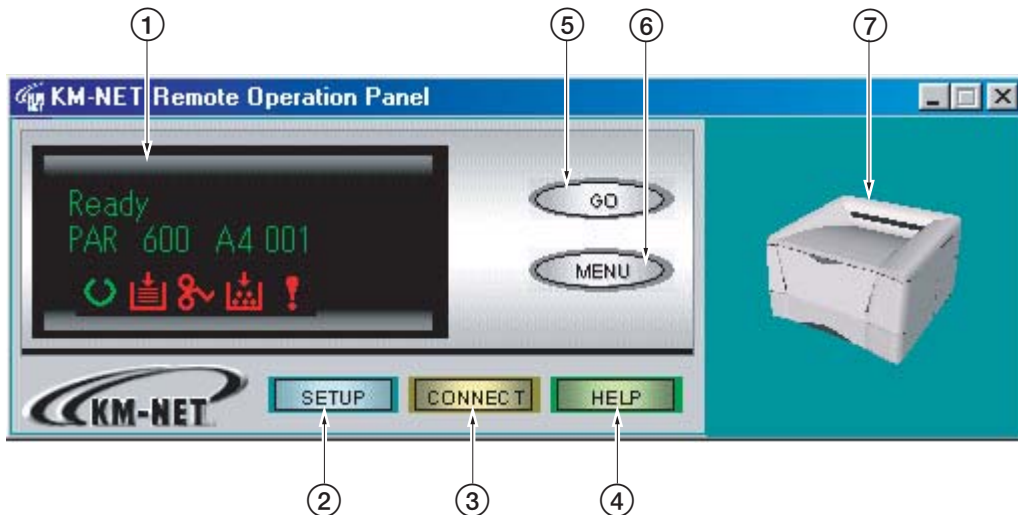 ① ⑤ ⑥ ⑦
KM-NET Remote Operation Panel
Ready
PAR 600 A4 001
GO
MENU
KM-NET
SETUP
CONNECT
HELP
② ③ ④